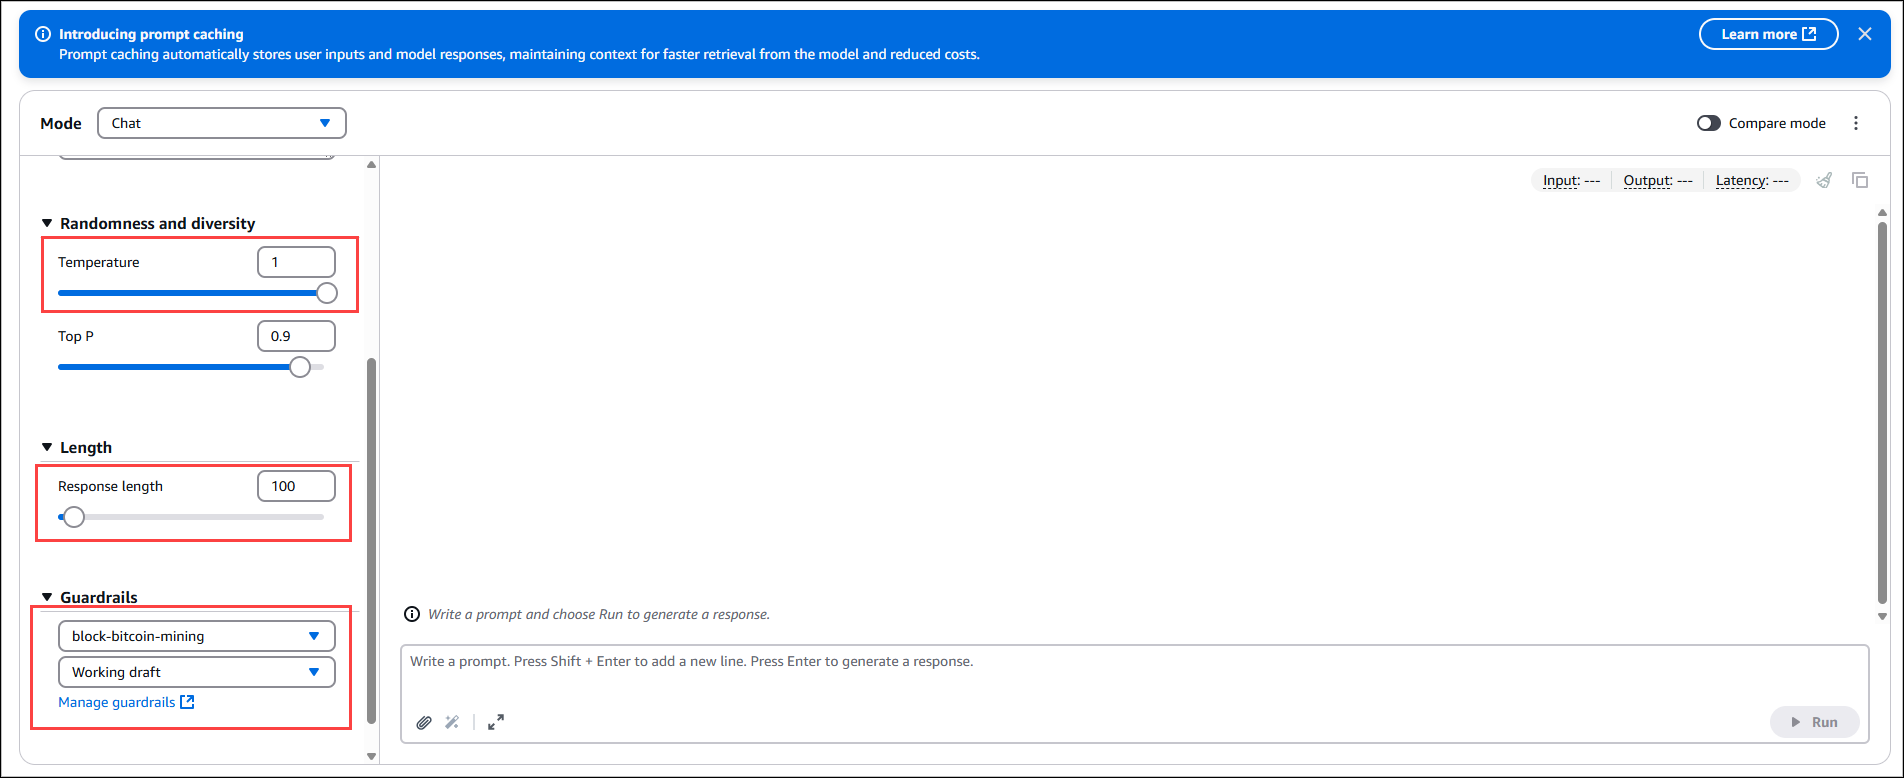 Introducing prompt caching
Prompt caching automatically stores user inputs and model responses, maintaining context for faster retrieval from the model and reduced costs.
Learn more
Mode
Chat
Compare mode
Input: --- Output: --- Latency: ---
Randomness and diversity
Temperature 1
Top P 0.9
Length
Response length 100
Guardrails
block-bitcoin-mining
Working draft
Manage guardrails
Write a prompt and choose Run to generate a response.
Write a prompt. Press Shift + Enter to add a new line. Press Enter to generate a response.
Run